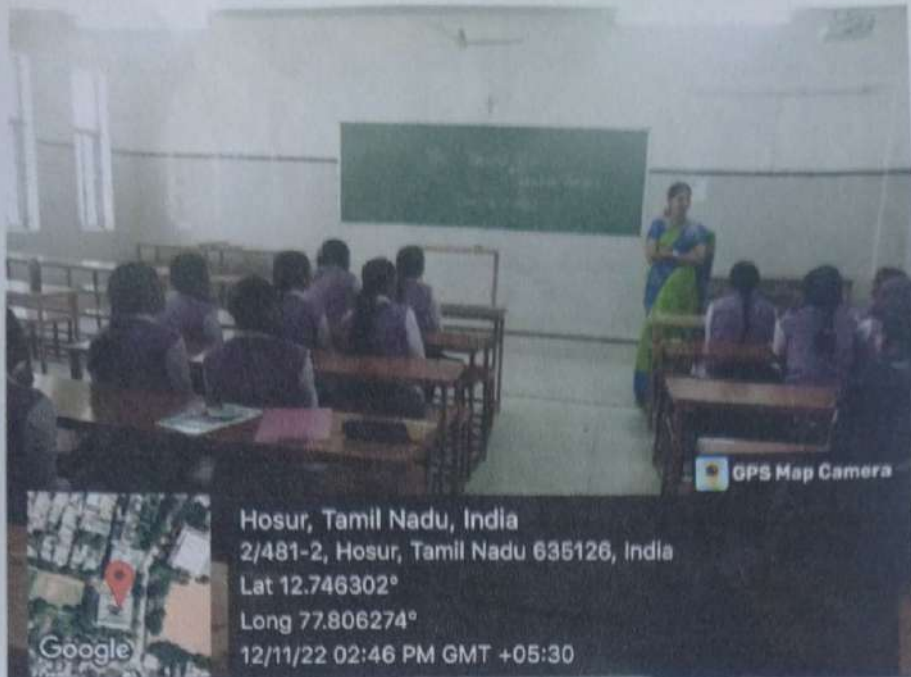 GPS Map Camera
Hosur, Tamil Nadu, India
2/481-2, Hosur, Tamil Nadu 635126, India
Lat 12.746302°
Long 77.806274°
12/11/22 02:46 PM GMT +05:30
Google